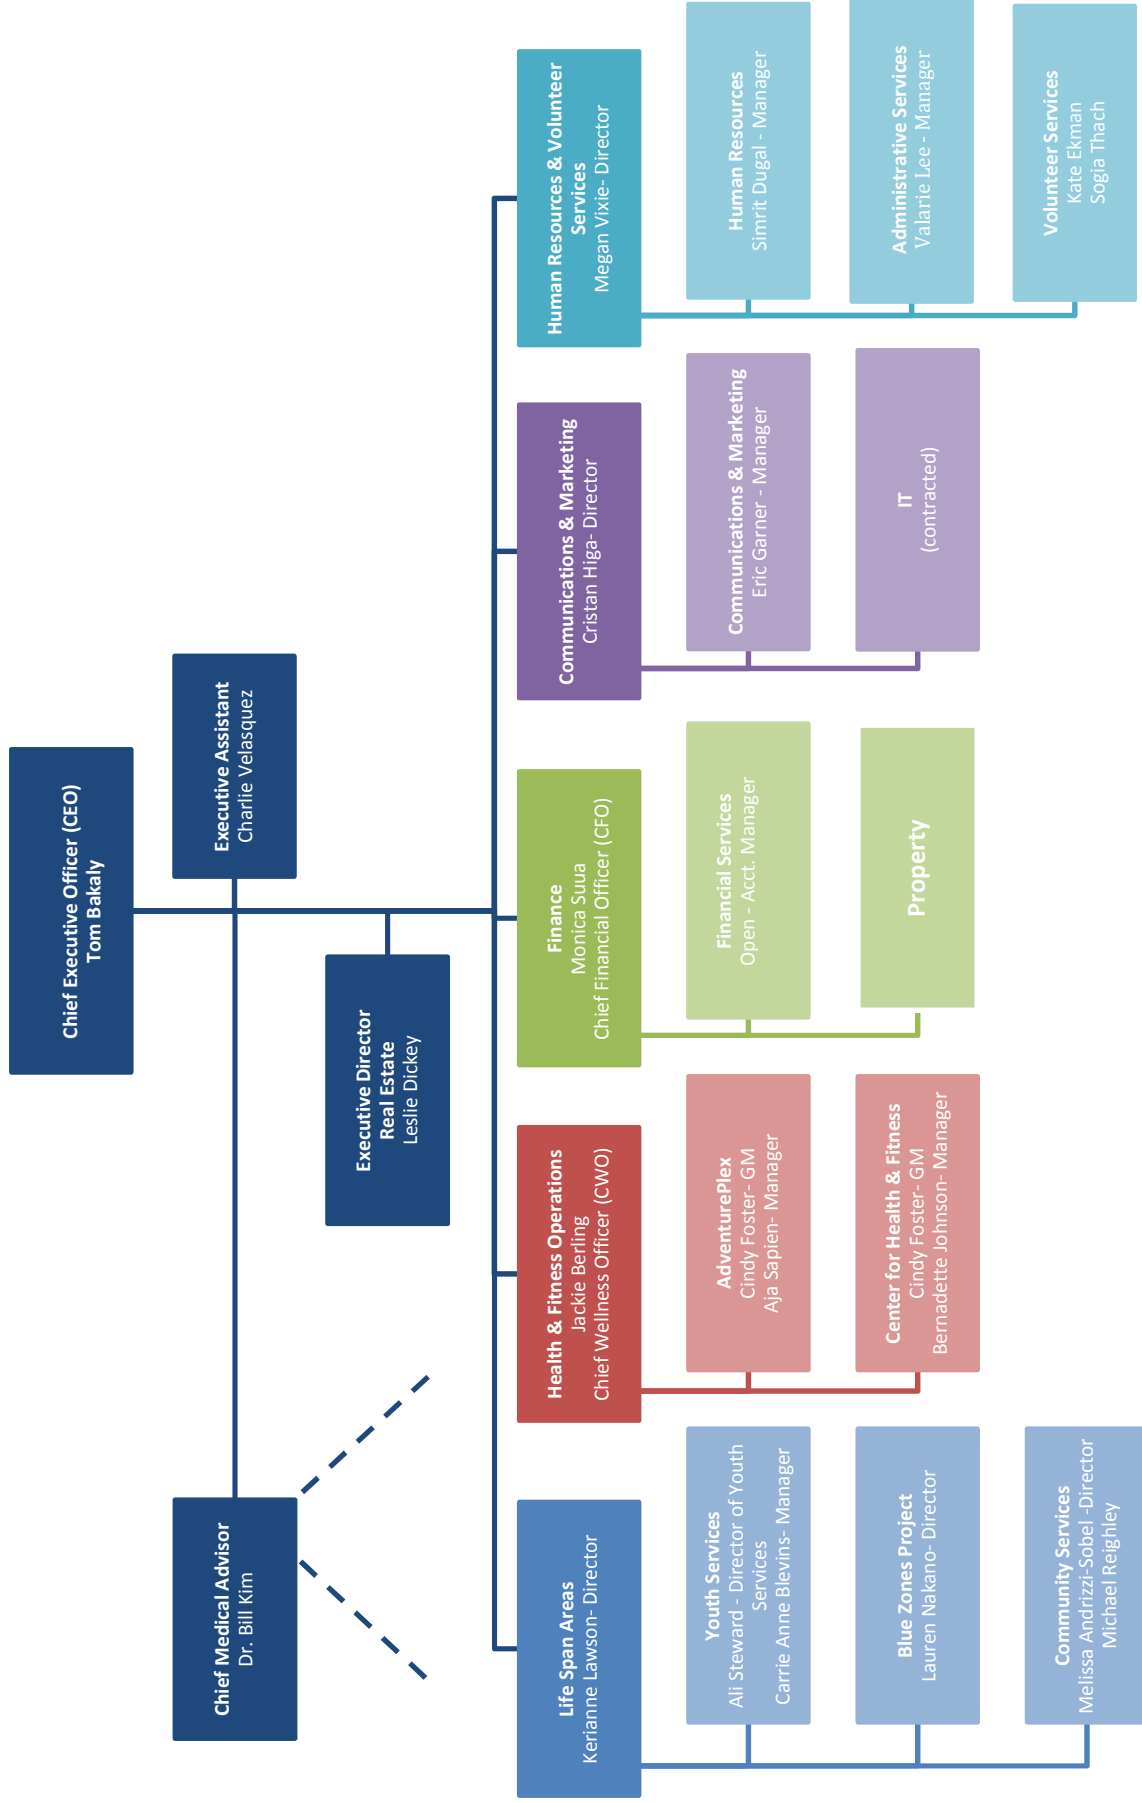 Chief Executive Officer (CEO)
Tom Bakaly
Chief Medical Advisor
Dr. Bill Kim
Executive Assistant
Charlie Velasquez
Executive Director
Real Estate
Leslie Dickey
Life Span Areas
Kerianne Lawson- Director
Health & Fitness Operations
Jackie Berling
Chief Wellness Officer (CWO)
Finance
Monica Suua
Chief Financial Officer (CFO)
Communications & Marketing
Cristan Higa- Director
Human Resources & Volunteer
Services
Megan Vixie- Director
Youth Services
Ali Steward - Director of Youth
Services
Carrie Anne Blevins- Manager
Blue Zones Project
Lauren Nakano- Director
Community Services
Melissa Andrizzi-Sobel -Director
Michael Reighley
AdventurePlex
Cindy Foster- GM
Aja Sapien- Manager
Center for Health & Fitness
Cindy Foster- GM
Bernadette Johnson- Manager
Financial Services
Open - Acct. Manager
Property
Communications & Marketing
Eric Garner - Manager
IT
(contracted)
Human Resources
Simrit Dugal - Manager
Administrative Services
Valarie Lee - Manager
Volunteer Services
Kate Ekman
Sogia Thach